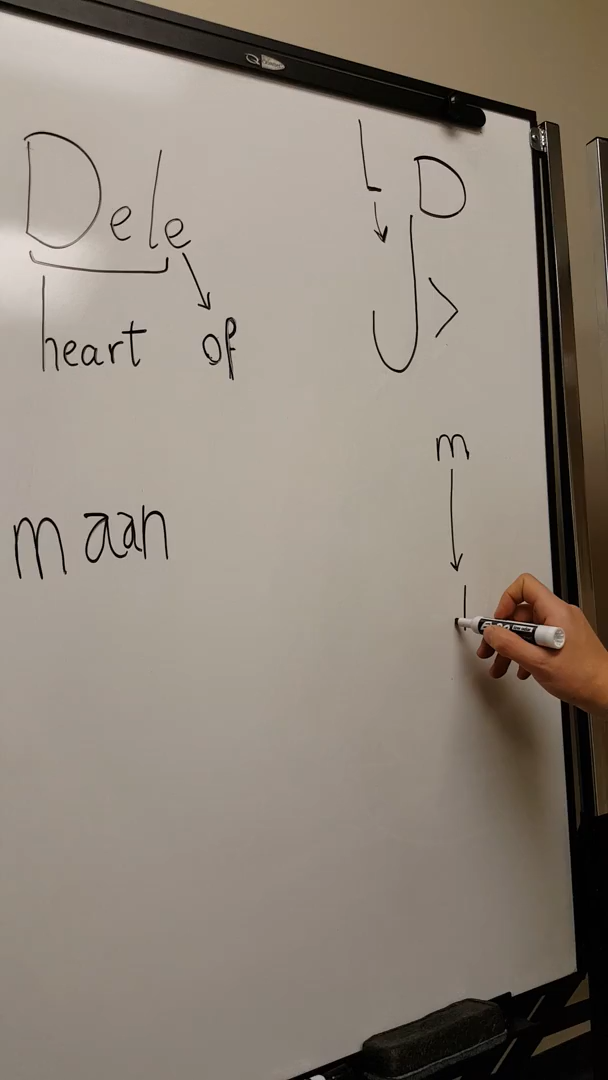 Dele
heart of
L D
دل
m
maan